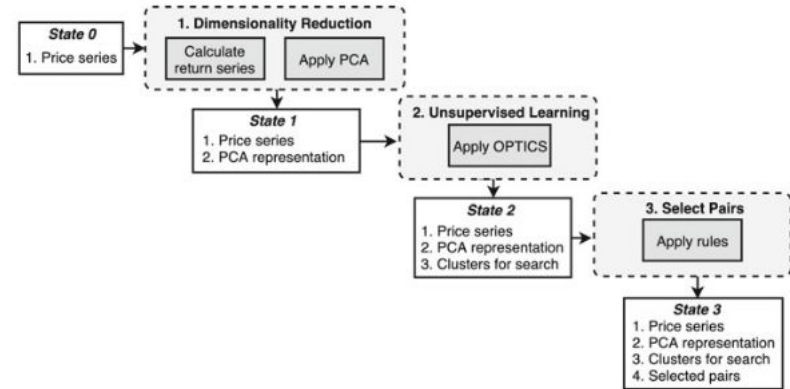 State 0
1. Price series
1. Dimensionality Reduction
Calculate
return series
Apply PCA
State 1
1. Price series
2. PCA representation
2. Unsupervised Learning
Apply OPTICS
State 2
1. Price series
2. PCA representation
3. Clusters for search
3. Select Pairs
Apply rules
State 3
1. Price series
2. PCA representation
3. Clusters for search
4. Selected pairs